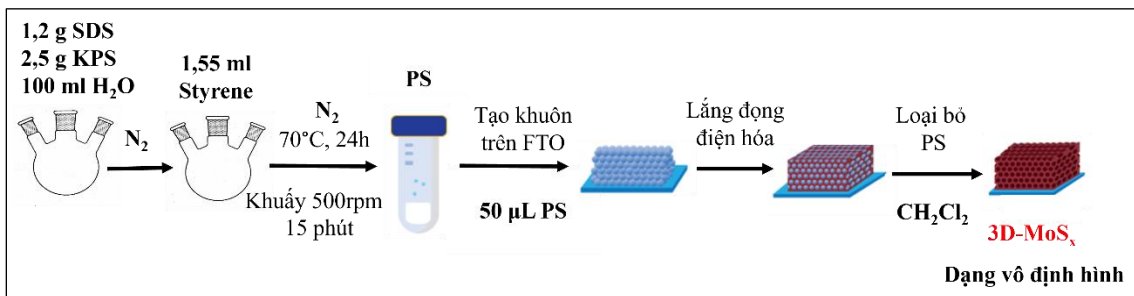 1,2 g SDS
2,5 g KPS
100 ml H₂O
N₂
1,55 ml
Styrene
N₂
70°C, 24h
Khuấy 500rpm
15 phút
PS
Tạo khuôn
trên FTO
50 µL PS
Lắng đọng
điện hóa
Loại bỏ
PS
CH₂Cl₂
3D-MoSₓ
Dạng vô định hình